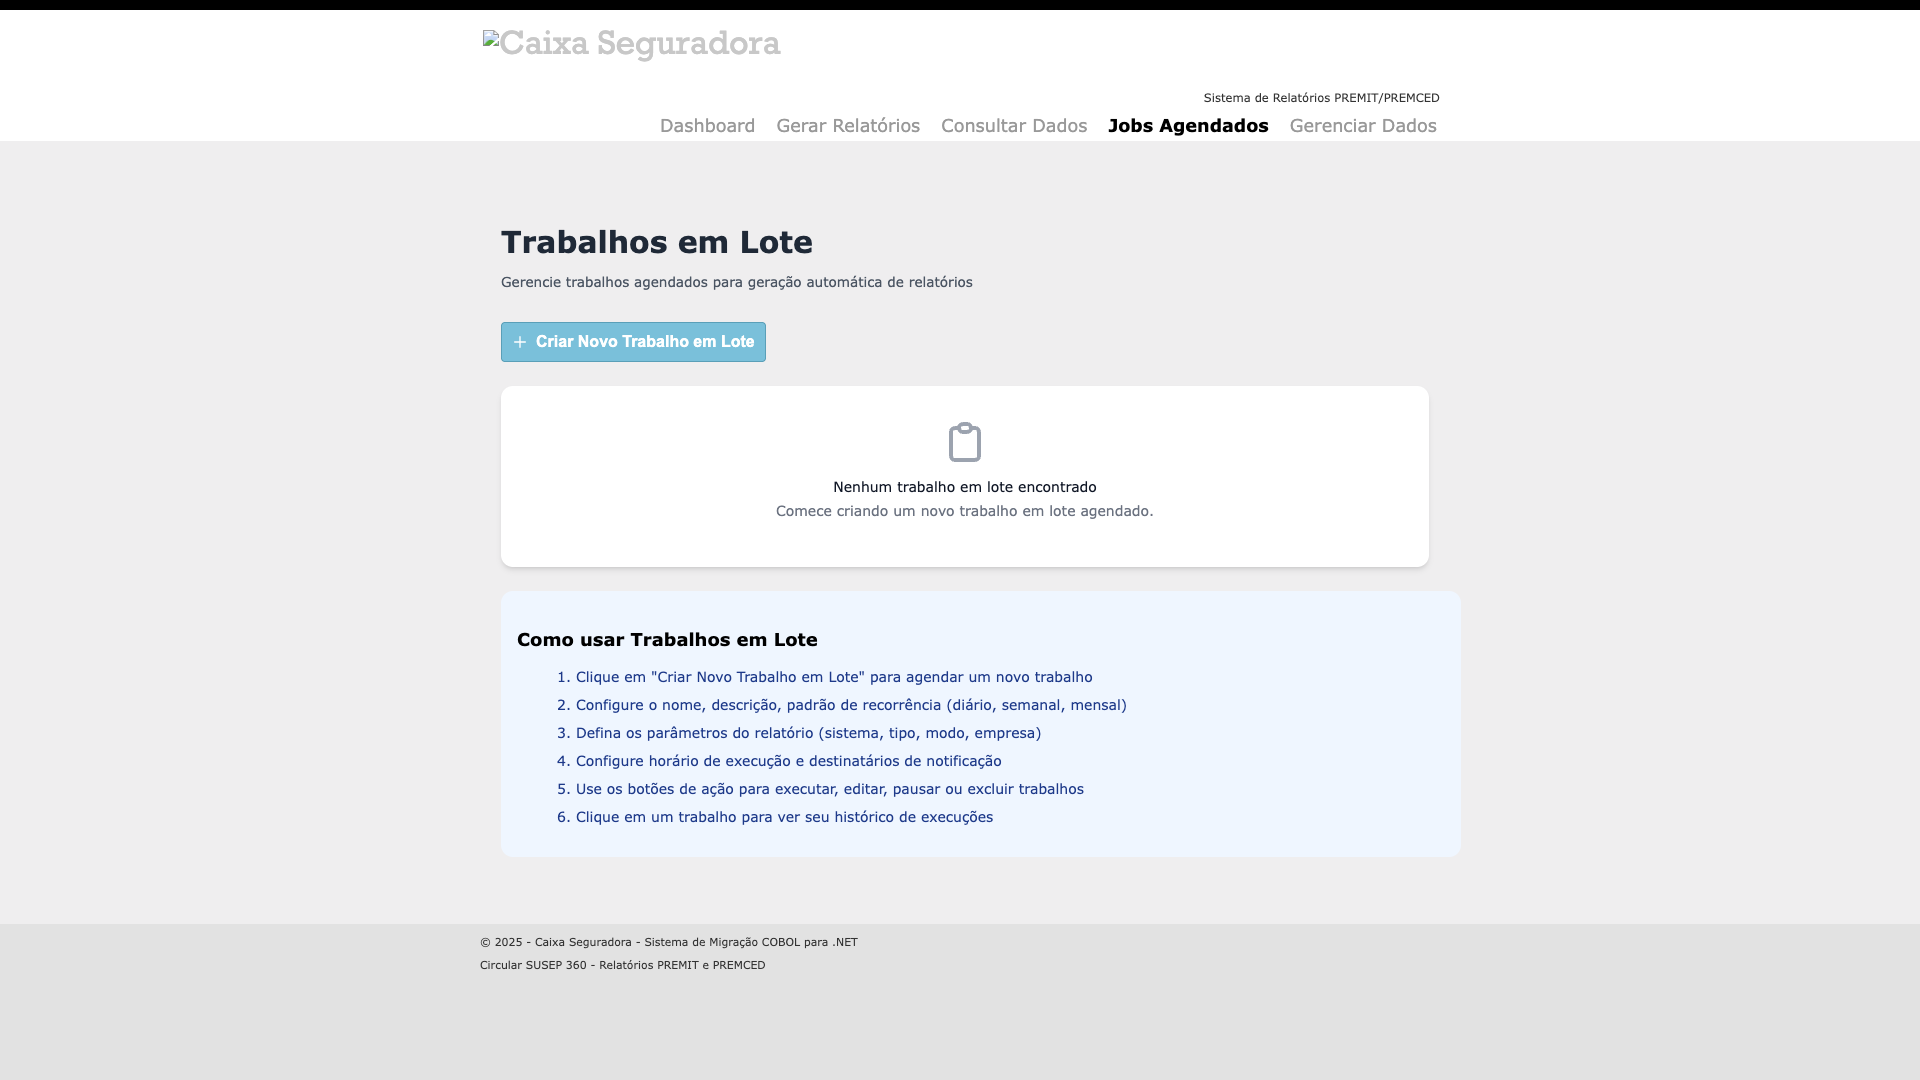 Caixa Seguradora
Sistema de Relatórios PREMIT/PREMCED
Dashboard Gerar Relatórios Consultar Dados Jobs Agendados Gerenciar Dados
Trabalhos em Lote
Gerencie trabalhos agendados para geração automática de relatórios
Criar Novo Trabalho em Lote
Nenhum trabalho em lote encontrado
Comece criando um novo trabalho em lote agendado.
Como usar Trabalhos em Lote
1. Clique em "Criar Novo Trabalho em Lote" para agendar um novo trabalho
2. Configure o nome, descrição, padrão de recorrência (diário, semanal, mensal)
3. Defina os parâmetros do relatório (sistema, tipo, modo, empresa)
4. Configure horário de execução e destinatários de notificação
5. Use os botões de ação para executar, editar, pausar ou excluir trabalhos
6. Clique em um trabalho para ver seu histórico de execuções
© 2025 - Caixa Seguradora - Sistema de Migração COBOL para .NET
Circular SUSEP 360 - Relatórios PREMIT e PREMCED